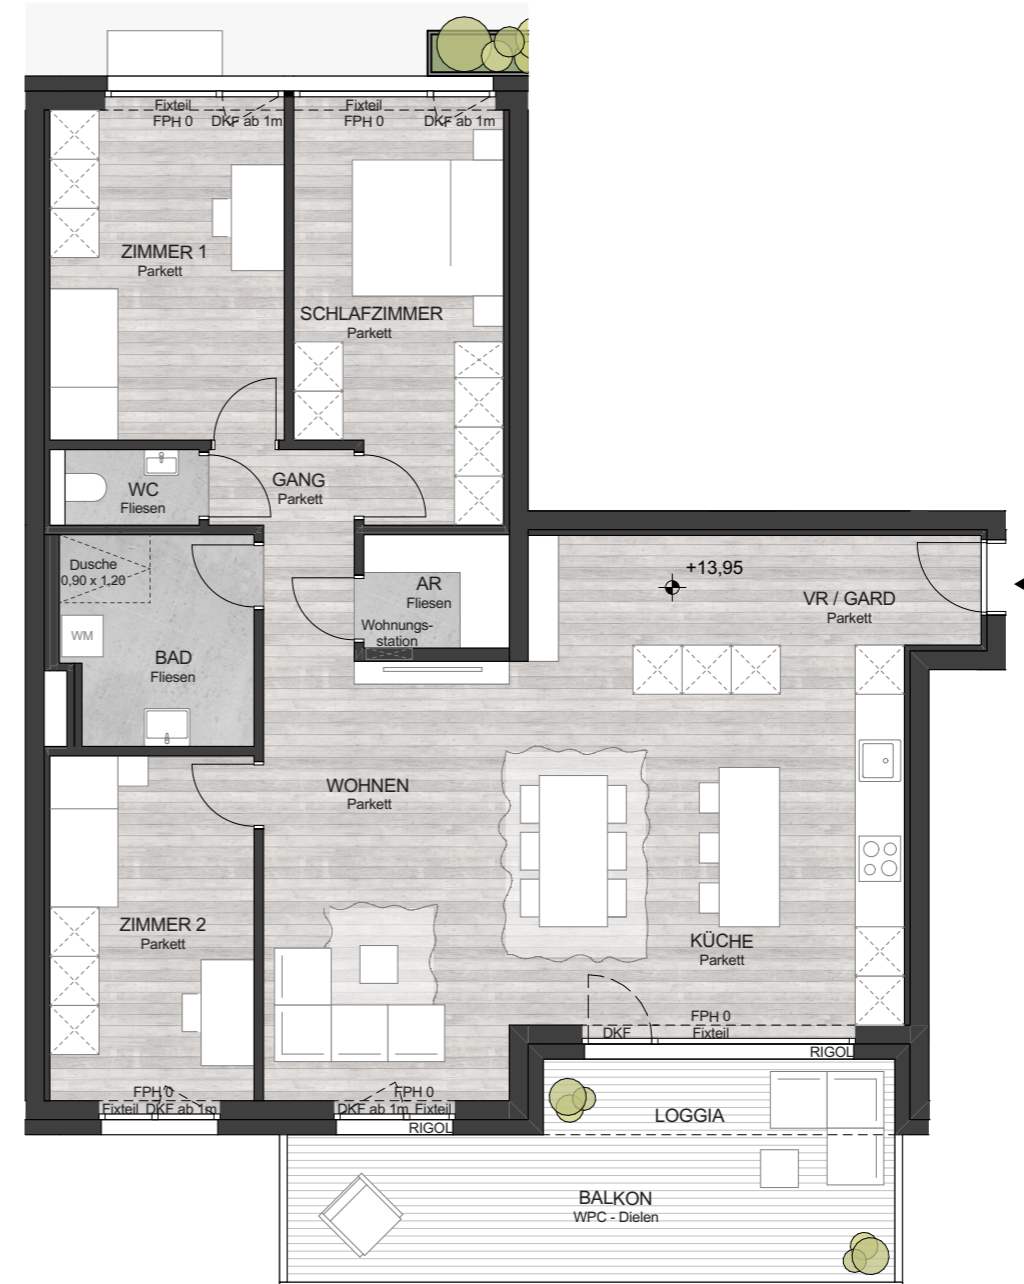 Fixteil
FPH 0
DKF ab 1m
Fixteil
FPH 0
DKF ab 1m
ZIMMER 1
Parkett
SCHLAFZIMMER
Parkett
WC
Fliesen
GANG
Parkett
Dusche
0,90 x 1,20
WM
BAD
Fliesen
AR
Fliesen
Wohnungs-
station
+13,95
VR / GARD
Parkett
WOHNEN
Parkett
ZIMMER 2
Parkett
KÜCHE
Parkett
FPH 0
DKF
Fixteil
RIGOL
FPH 0
Fixteil
DKF ab 1m
FPH 0
DKF ab 1m
Fixteil
RIGOL
LOGGIA
BALKON
WPC - Dielen